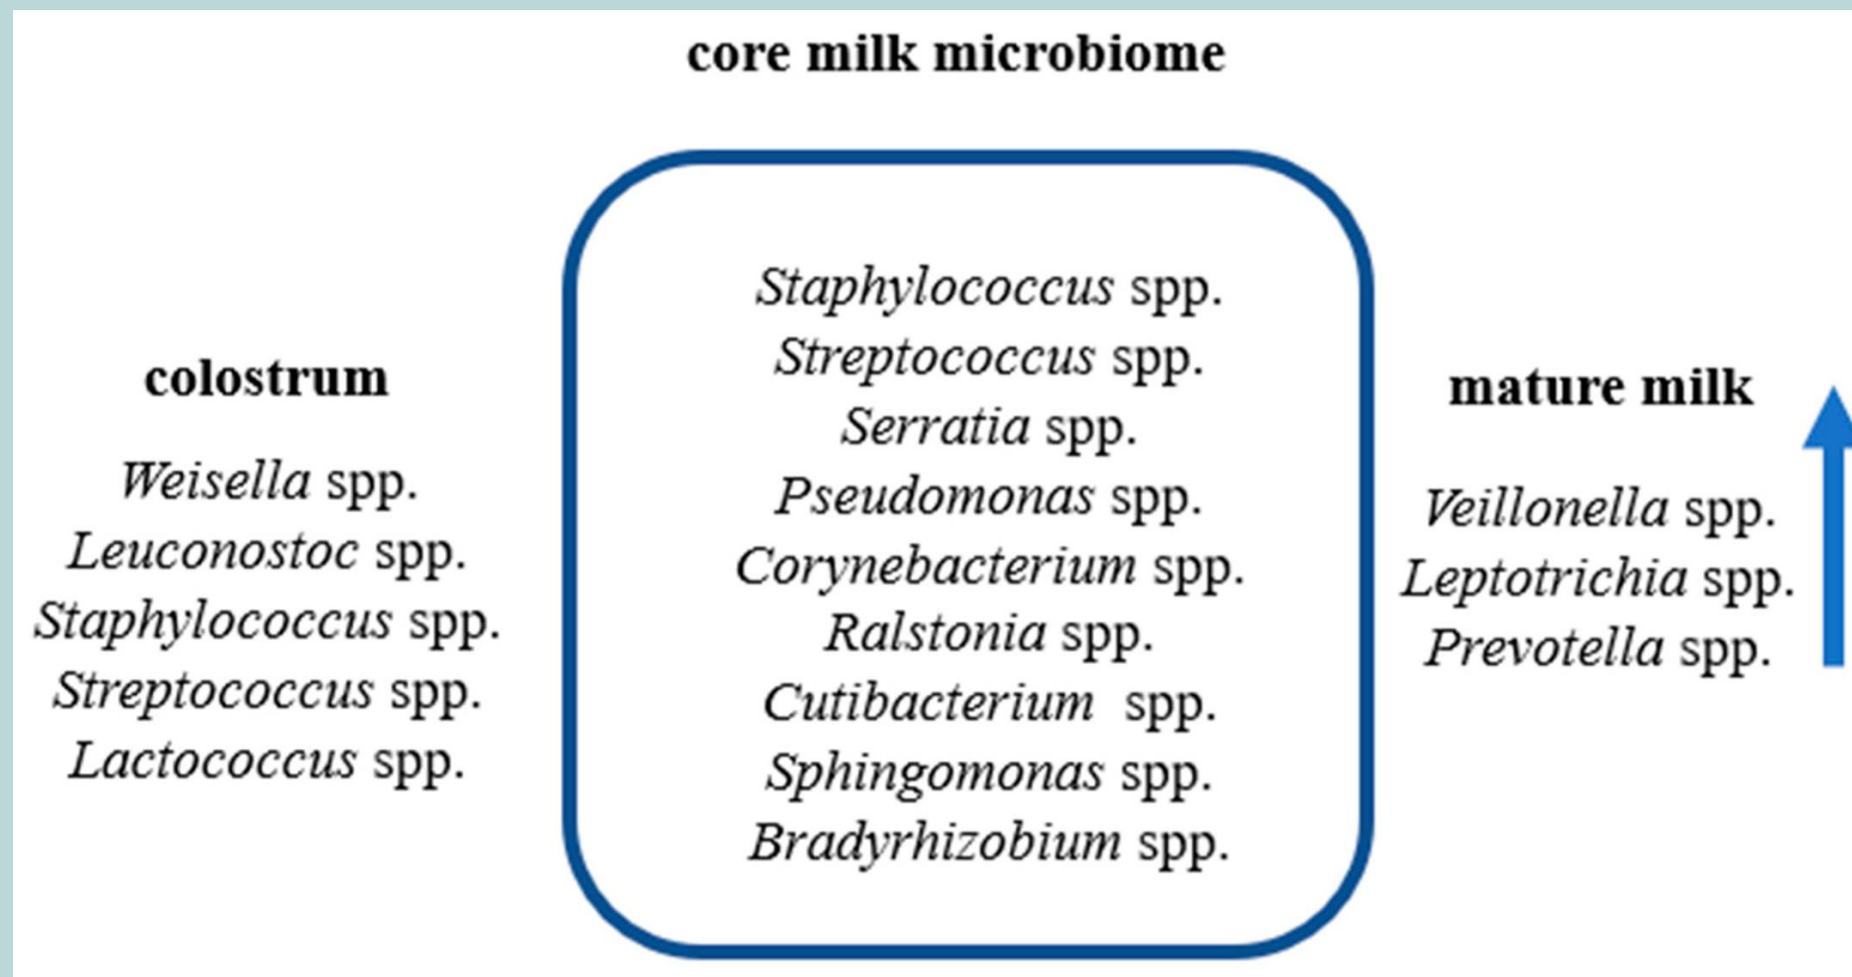 core milk microbiome
colostrum
Weisella spp.
Leuconostoc spp.
Staphylococcus spp.
Streptococcus spp.
Lactococcus spp.
Staphylococcus spp.
Streptococcus spp.
Serratia spp.
Pseudomonas spp.
Corynebacterium spp.
Ralstonia spp.
Cutibacterium spp.
Sphingomonas spp.
Bradyrhizobium spp.
mature milk
Veillonella spp.
Leptotrichia spp.
Prevotella spp.